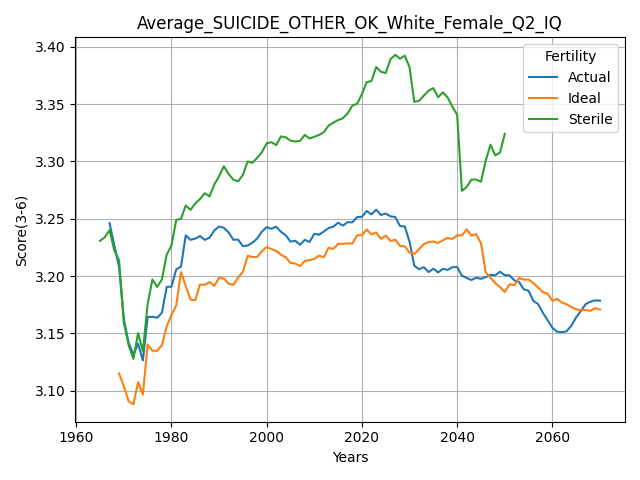 Average_SUICIDE_OTHER_OK_White_Female_Q2_IQ
Fertility
Actual
Ideal
Sterile
Score(3-6)
3.40
3.35
3.30
3.25
3.20
3.15
3.10
1960
1980
2000
2020
2040
2060
Years